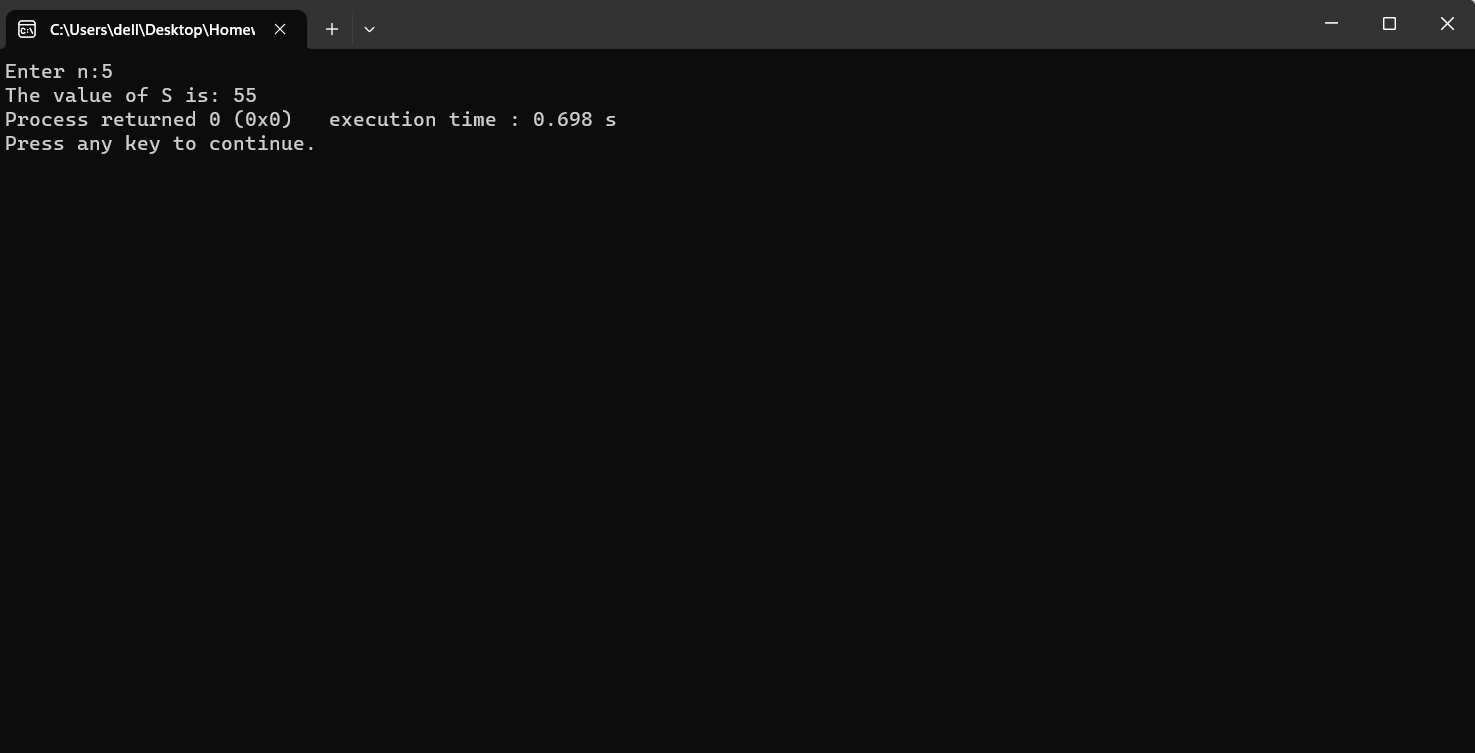 C:\Users\dell\Desktop\Homev
Enter n:5
The value of S is: 55
Process returned 0 (0x0)   execution time : 0.698 s
Press any key to continue.